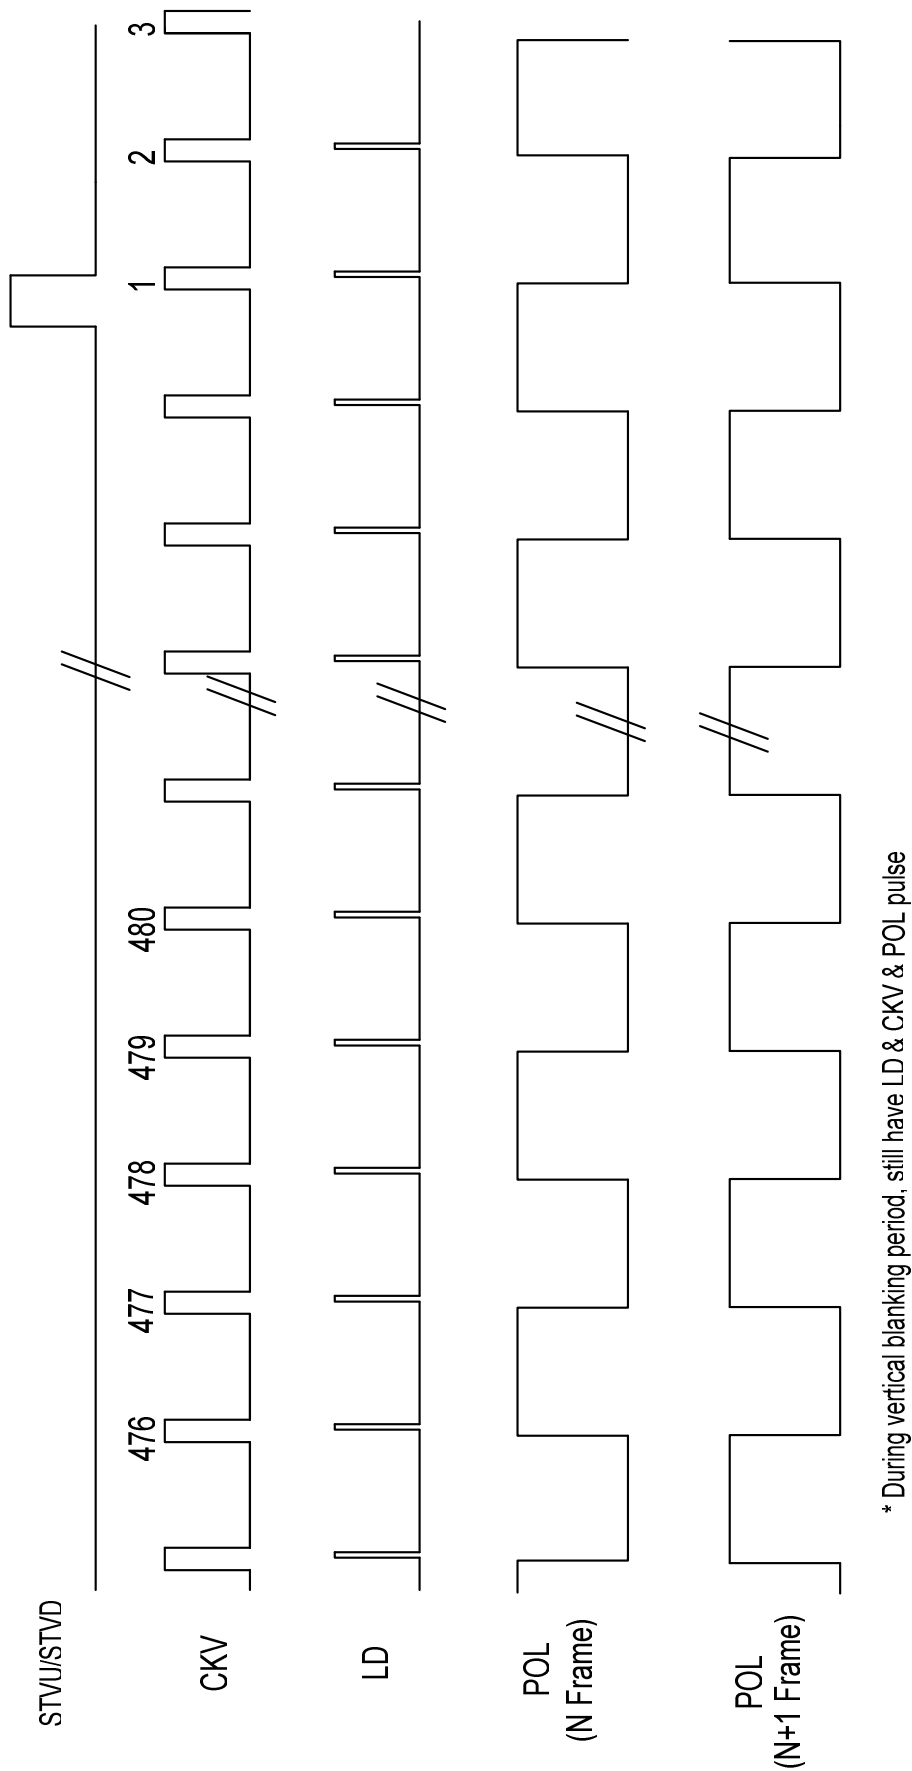 STVU/STVD
476 477 478 479 480 1 2 3
CKV
LD
POL
(N Frame)
POL
(N+1 Frame)
* During vertical blanking period, still have LD & CKV & POL pulse